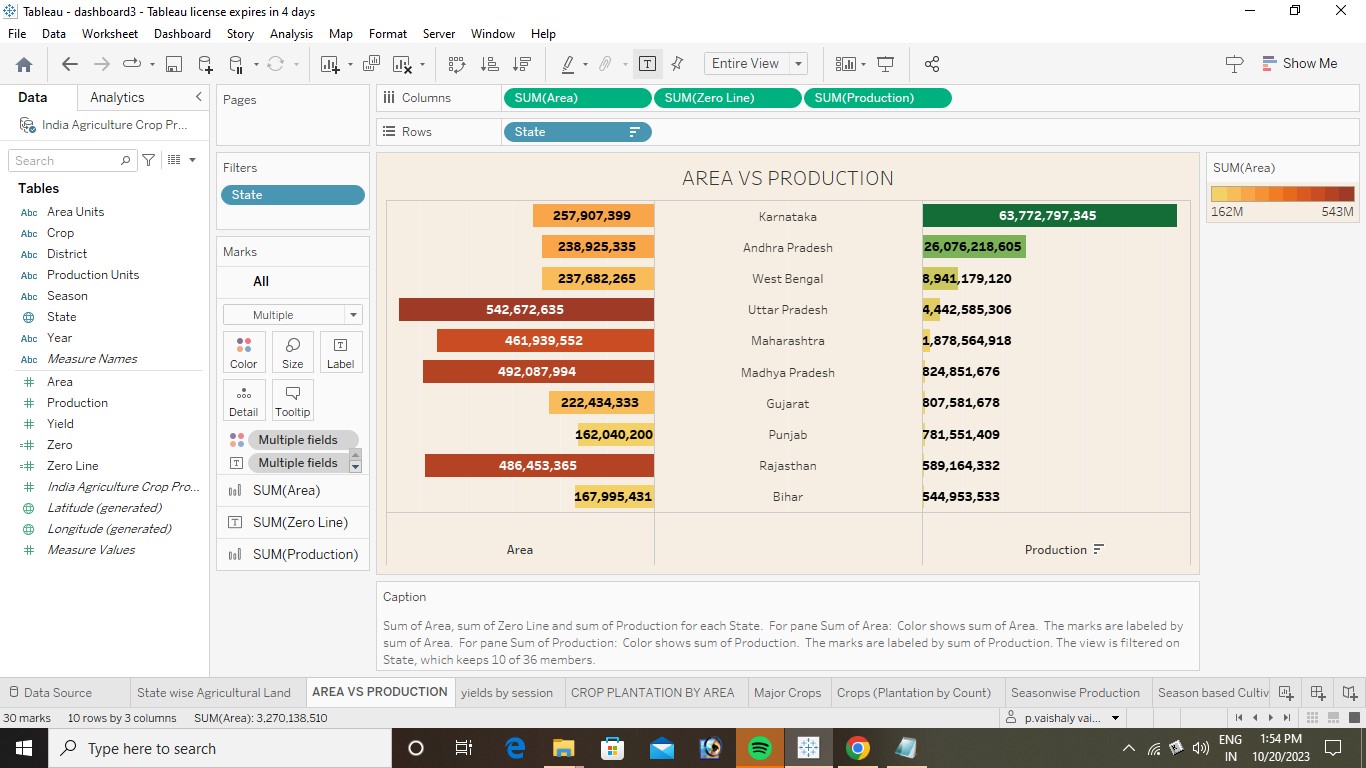 Tableau - dashboard3 - Tableau license expires in 4 days
File Data Worksheet Dashboard Story Analysis Map Format Server Window Help
Entire View
Show Me
Data Analytics
India Agriculture Crop Pr...
Search
Tables
Abc Area Units
Abc Crop
Abc District
Abc Production Units
Abc Season
State
Abc Year
Abc Measure Names
# Area
# Production
# Yield
=# Zero
=# Zero Line
# India Agriculture Crop Pro...
Latitude (generated)
Longitude (generated)
# Measure Values
Pages
Filters
State
Marks
All
Multiple
Color Size Label
Detail Tooltip
Multiple fields
Multiple fields
SUM(Area)
SUM(Zero Line)
SUM(Production)
Columns SUM(Area) SUM(Zero Line) SUM(Production)
Rows State
AREA VS PRODUCTION
257,907,399 Karnataka 63,772,797,345
238,925,335 Andhra Pradesh 26,076,218,605
237,682,265 West Bengal 8,941,179,120
542,672,635 Uttar Pradesh 4,442,585,306
461,939,552 Maharashtra 1,878,564,918
492,087,994 Madhya Pradesh 824,851,676
222,434,333 Gujarat 807,581,678
162,040,200 Punjab 781,551,409
486,453,365 Rajasthan 589,164,332
167,995,431 Bihar 544,953,533
Area Production
SUM(Area)
162M 543M
Caption
Sum of Area, sum of Zero Line and sum of Production for each State. For pane Sum of Area: Color shows sum of Area. The marks are labeled by
sum of Area. For pane Sum of Production: Color shows sum of Production. The marks are labeled by sum of Production. The view is filtered on
State, which keeps 10 of 36 members.
Data Source State wise Agricultural Land AREA VS PRODUCTION yields by session CROP PLANTATION BY AREA Major Crops Crops (Plantation by Count) Seasonwise Production Season based Cultiv
30 marks 10 rows by 3 columns SUM(Area): 3,270,138,510 p.vaishaly vai...
Type here to search
ENG 1:54 PM
IN 10/20/2023